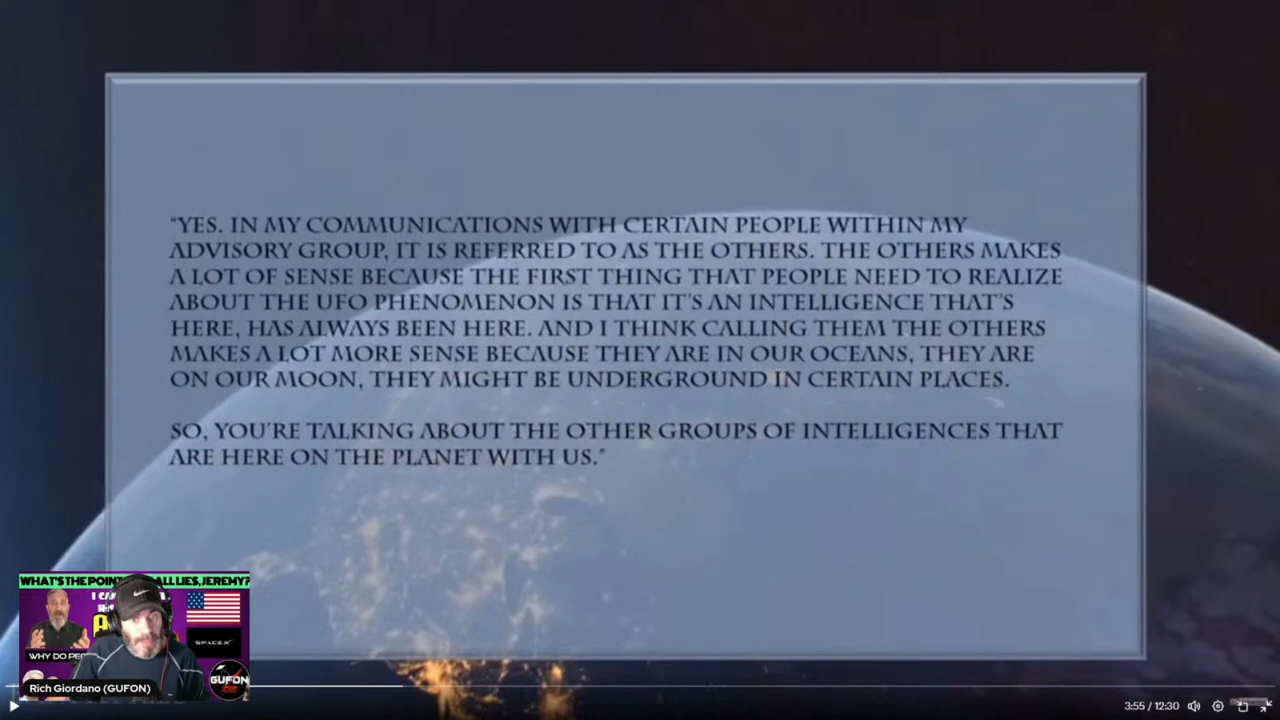 “YES. IN MY COMMUNICATIONS WITH CERTAIN PEOPLE WITHIN MY
ADVISORY GROUP, IT IS REFERRED TO AS THE OTHERS. THE OTHERS MAKES
A LOT OF SENSE BECAUSE THE FIRST THING THAT PEOPLE NEED TO REALIZE
ABOUT THE UFO PHENOMENON IS THAT IT'S AN INTELLIGENCE THAT'S
HERE, HAS ALWAYS BEEN HERE. AND I THINK CALLING THEM THE OTHERS
MAKES A LOT MORE SENSE BECAUSE THEY ARE IN OUR OCEANS, THEY ARE
ON OUR MOON, THEY MIGHT BE UNDERGROUND IN CERTAIN PLACES.
SO, YOU'RE TALKING ABOUT THE OTHER GROUPS OF INTELLIGENCES THAT
ARE HERE ON THE PLANET WITH US.”
WHAT'S THE POINT ALL LIES, JEREMY?
WHY DO
SPACEX
GUFON
Rich Giordano (GUFON)
3:55 / 12:30